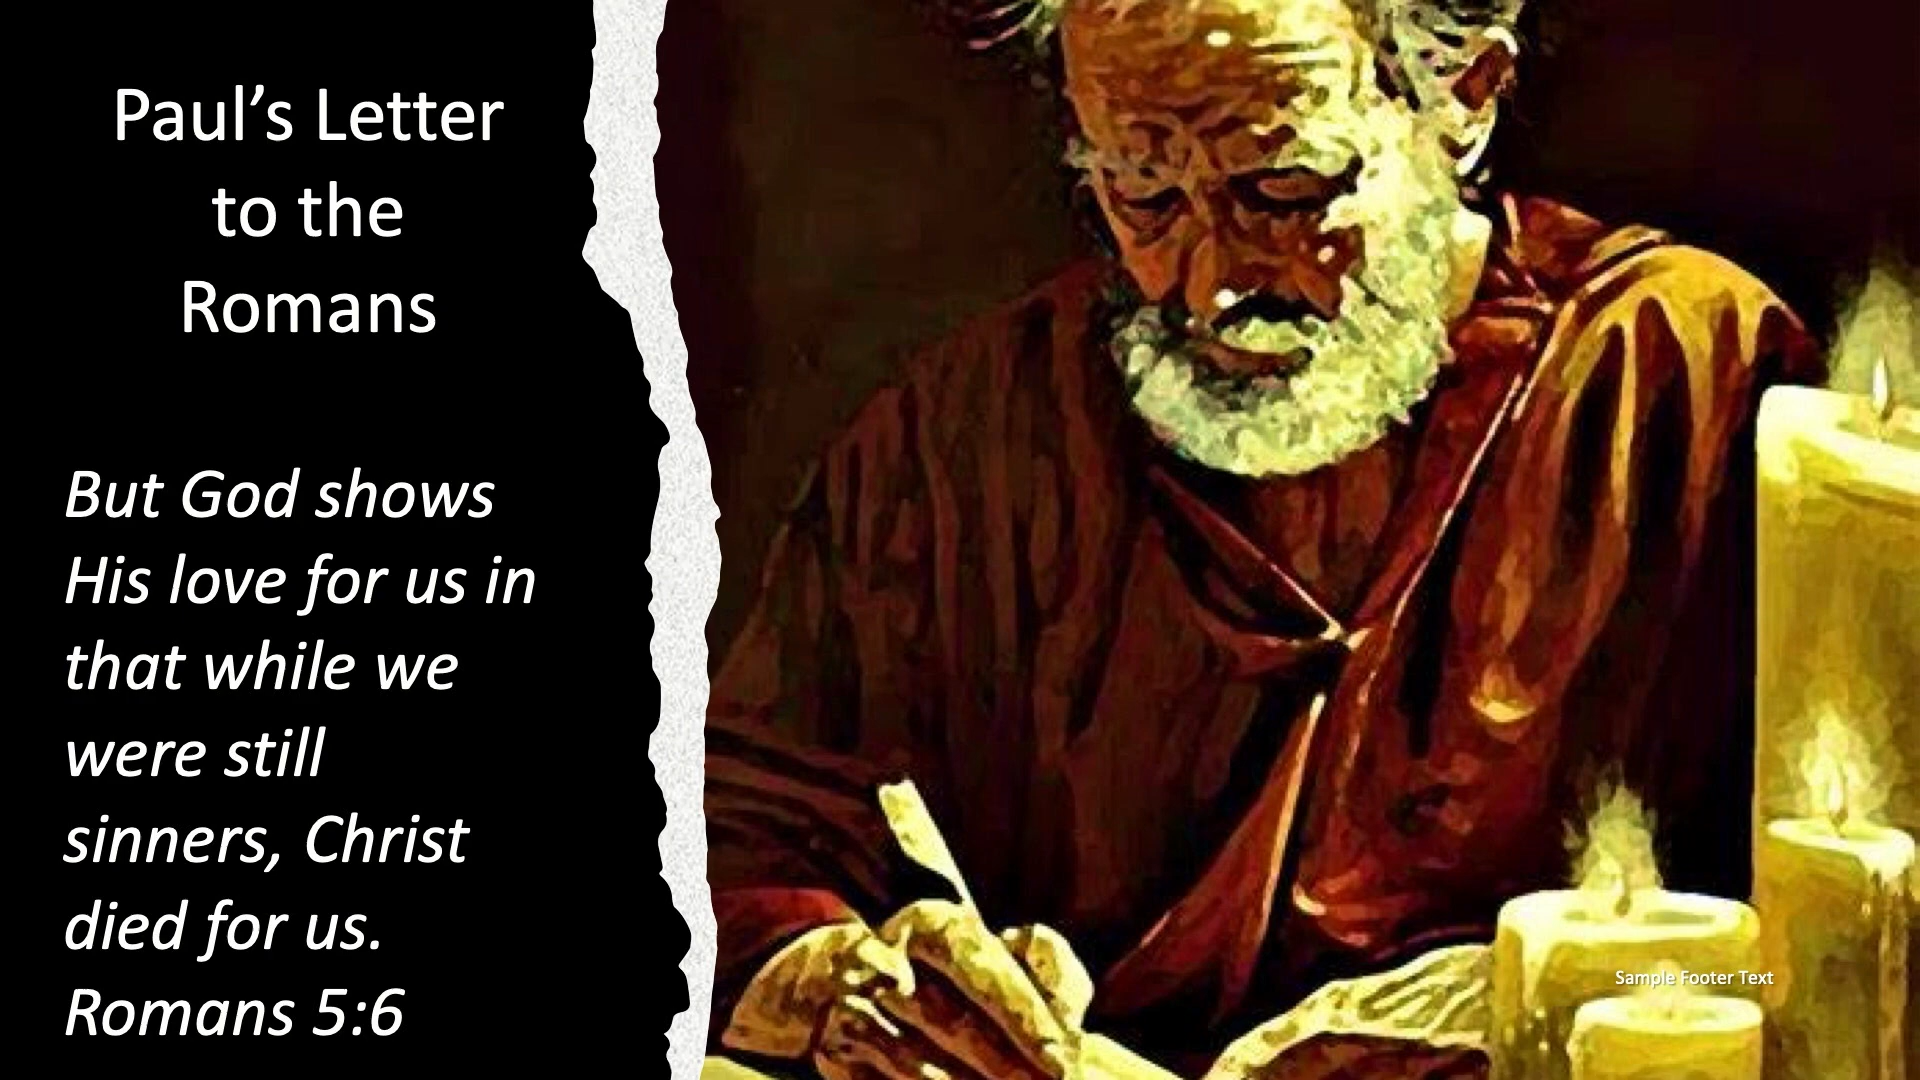 Paul’s Letter
to the
Romans
But God shows
His love for us in
that while we
were still
sinners, Christ
died for us.
Romans 5:6
Sample Footer Text